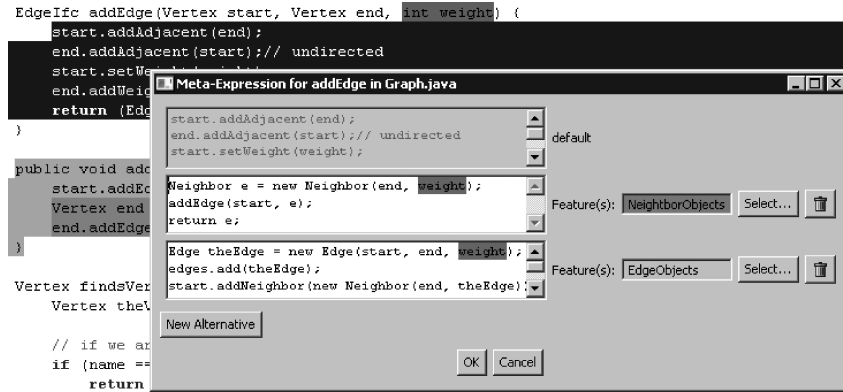 EdgeIfc addEdge(Vertex start, Vertex end, int weight) {
start.addAdjacent(end);
end.addAdjacent(start);// undirected
start.setWe
end.addWeig
return (Edg
}
Meta-Expression for addEdge in Graph.java
start.addAdjacent(end);
end.addAdjacent(start);// undirected
start.setWeight(weight);
default
public void add
start.addEd
Vertex end
end.addEdge
}
Neighbor e = new Neighbor(end, weight);
addEdge(start, e);
return e;
Feature(s): NeightborObjects Select...
Edge theEdge = new Edge(start, end, weight);
edges.add(theEdge);
start.addNeighbor(new Neighbor(end, theEdge)
Feature(s): EdgeObjects Select...
New Alternative
OK Cancel
Vertex findsVer
Vertex theV
// if we ar
if (name ==
return